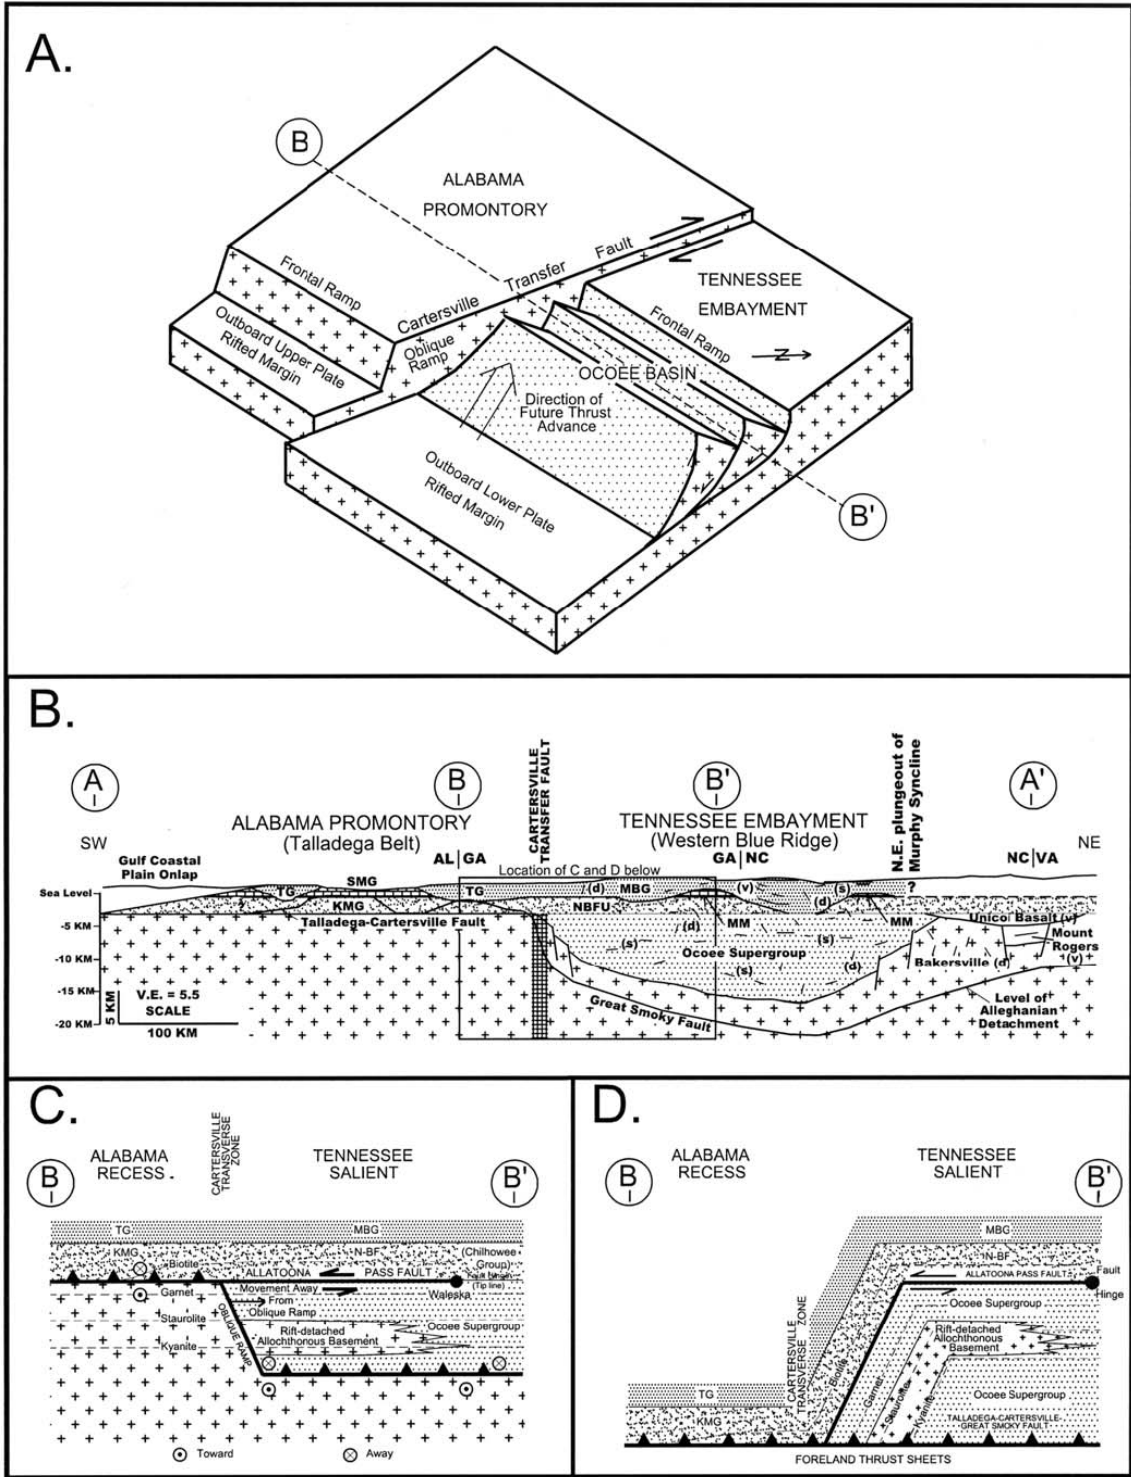 A.
B
ALABAMA
PROMONTORY
Cartersville Transfer Fault
Frontal Ramp
Outboard Upper Plate
Rifted Margin
Oblique
Ramp
TENNESSEE
EMBAYMENT
Frontal Ramp
N
OCOEE BASIN
Direction of
Future Thrust
Advance
Outboard Lower Plate
Rifted Margin
B'
B.
A
B
CARTERSVILLE
TRANSFER FAULT
B'
N.E. plungeout of
Murphy Syncline
A'
SW
ALABAMA PROMONTORY
(Talladega Belt)
TENNESSEE EMBAYMENT
(Western Blue Ridge)
NE
AL|GA
GA|NC
NC|VA
Gulf Coastal
Plain Onlap
Location of C and D below
Sea Level
-5 KM
-10 KM
-15 KM
-20 KM
TG
SMG
TG
(d)
MBG
(v)
(s)
?
?
KMG
NBFU
(d)
Talladega-Cartersville Fault
(d)
MM
MM
Unicoi Basalt (v)
(s)
(s)
Ocoee Supergroup
Mount
Rogers
(v)
(s)
(d)
Bakersville (d)
5 KM
V.E. = 5.5
SCALE
100 KM
Great Smoky Fault
Level of
Alleghanian
Detachment
C.
CARTERSVILLE
TRANSVERSE
ZONE
B
ALABAMA
RECESS
TENNESSEE
SALIENT
B'
TG
MBG
KMG
N-BF
(Chilhowee
Group)
Biotite
ALLATOONA PASS FAULT
(Tip line)
Garnet
Movement Away
From
Oblique Ramp
Waleska
Staurolite
OBLIQUE RAMP
Rift-detached
Allochthonous Basement
Ocoee Supergroup
Kyanite
Toward
Away
D.
B
ALABAMA
RECESS
TENNESSEE
SALIENT
B'
CARTERSVILLE
TRANSVERSE ZONE
MBG
N-BF
ALLATOONA PASS FAULT
Fault
Hinge
Ocoee Supergroup
Rift-detached
Allochthonous
Basement
Biotite
Garnet
Staurolite
Kyanite
TG
KMG
Ocoee Supergroup
TALLADEGA-CARTERSVILLE-
GREAT SMOKY FAULT
FORELAND THRUST SHEETS